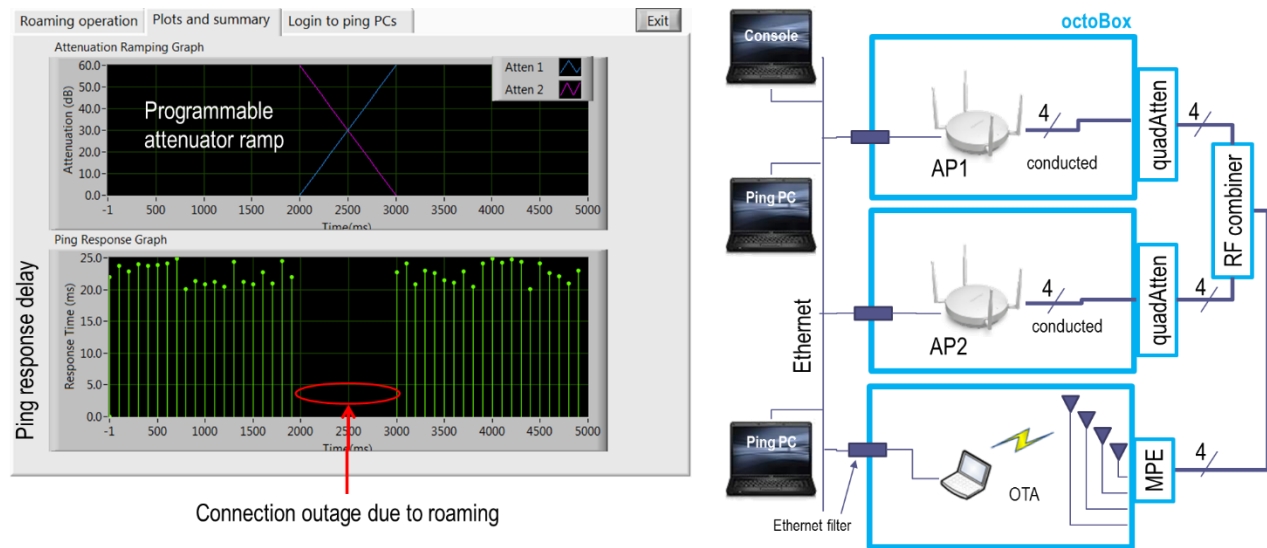 Roaming operation
Plots and summary
Login to ping PCs
Exit
Attenuation Ramping Graph
Atten 1
Atten 2
Programmable
attenuator ramp
Attenuation (dB)
60.0-
50.0-
40.0-
30.0-
20.0-
10.0-
0.0-
-1 500 1000 1500 2000 2500 3000 3500 4000 4500 5000
Time(ms)
Ping Response Graph
Ping response delay
Response Time (ms)
25.0-
20.0-
15.0-
10.0-
5.0-
0.0-
-1 500 1000 1500 2000 2500 3000 3500 4000 4500 5000
Time(ms)
Connection outage due to roaming
octoBox
Console
AP1
4
conducted
quadAtten
4
Ping PC
RF combiner
Ethernet
AP2
4
conducted
quadAtten
4
Ping PC
OTA
MPE
4
Ethernet filter